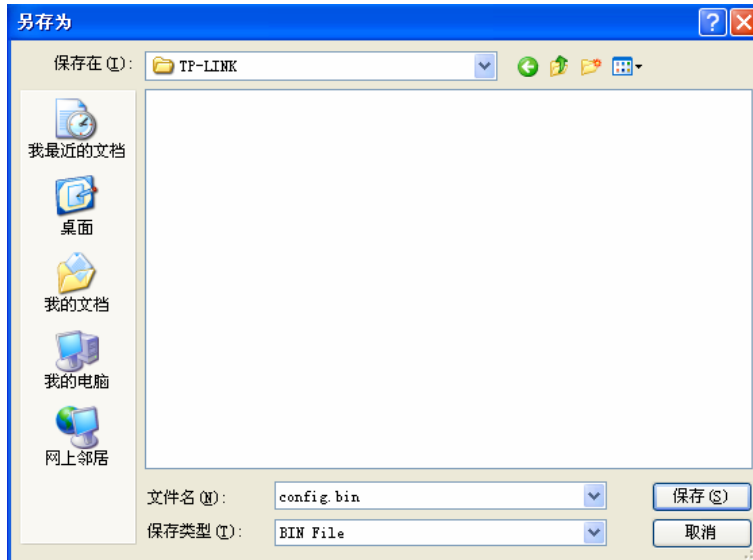 另存为
保存在(I):
TP-LINK
我最近的文档
桌面
我的文档
我的电脑
网上邻居
文件名(N):
config.bin
保存(S)
保存类型(T):
BIN File
取消